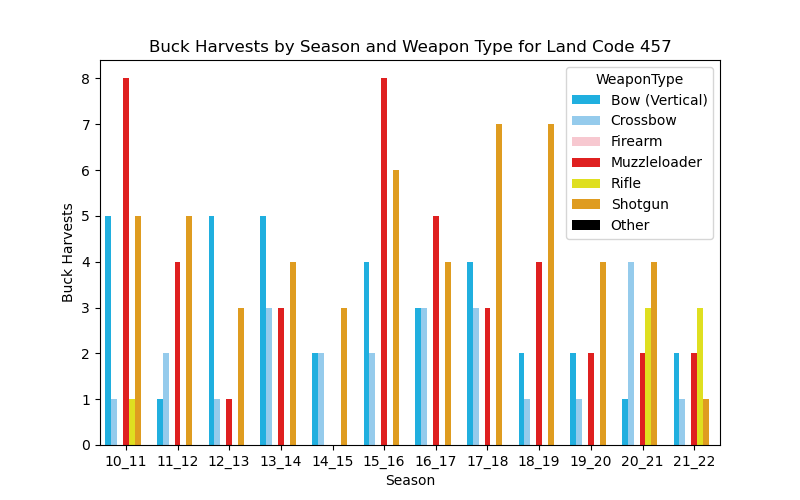 Buck Harvests by Season and Weapon Type for Land Code 457
WeaponType
Bow (Vertical)
Crossbow
Firearm
Muzzleloader
Rifle
Shotgun
Other
Buck Harvests
8
7
6
5
4
3
2
1
0
10_11 11_12 12_13 13_14 14_15 15_16 16_17 17_18 18_19 19_20 20_21 21_22
Season